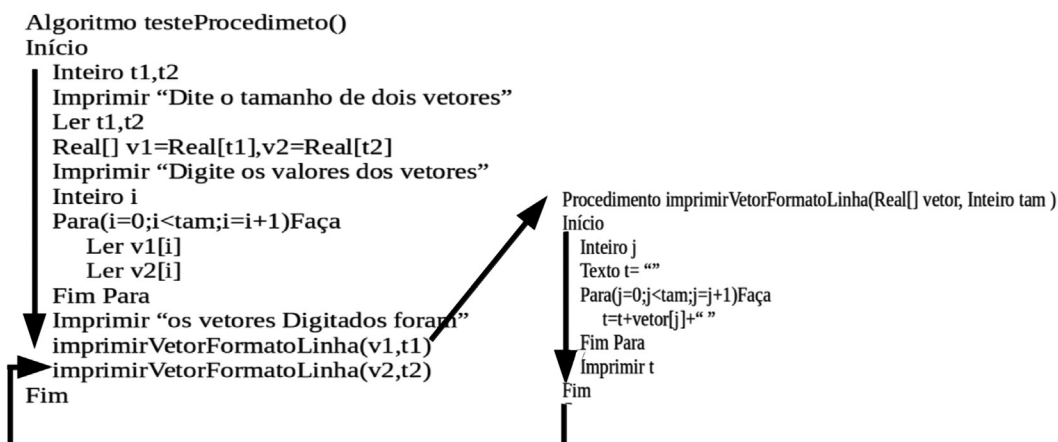 Algoritmo testeProcedimeto()
Início
Inteiro t1,t2
Imprimir “Dite o tamanho de dois vetores”
Ler t1,t2
Real[] v1=Real[t1],v2=Real[t2]
Imprimir “Digite os valores dos vetores”
Inteiro i
Para(i=0;i<tam;i=i+1)Faça
Ler v1[i]
Ler v2[i]
Fim Para
Imprimir “os vetores Digitados foram”
imprimirVetorFormatoLinha(v1,t1)
imprimirVetorFormatoLinha(v2,t2)
Fim
Procedimento imprimirVetorFormatoLinha(Real[] vetor, Inteiro tam )
Início
Inteiro j
Texto t= “”
Para(j=0;j<tam;j=j+1)Faça
t=t+vetor[j]+“ ”
Fim Para
Imprimir t
Fim